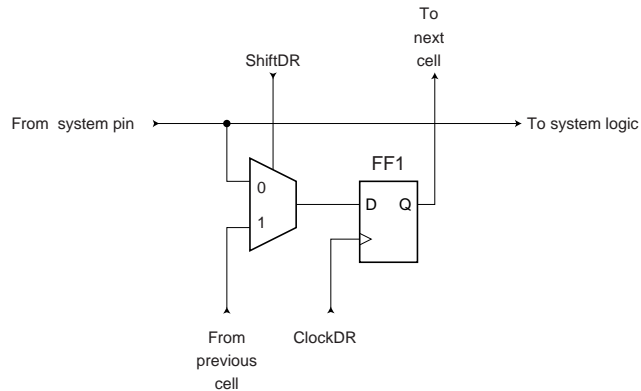 To
next
cell
ShiftDR
From system pin
To system logic
FF1
0
D Q
1
From
previous
cell
ClockDR